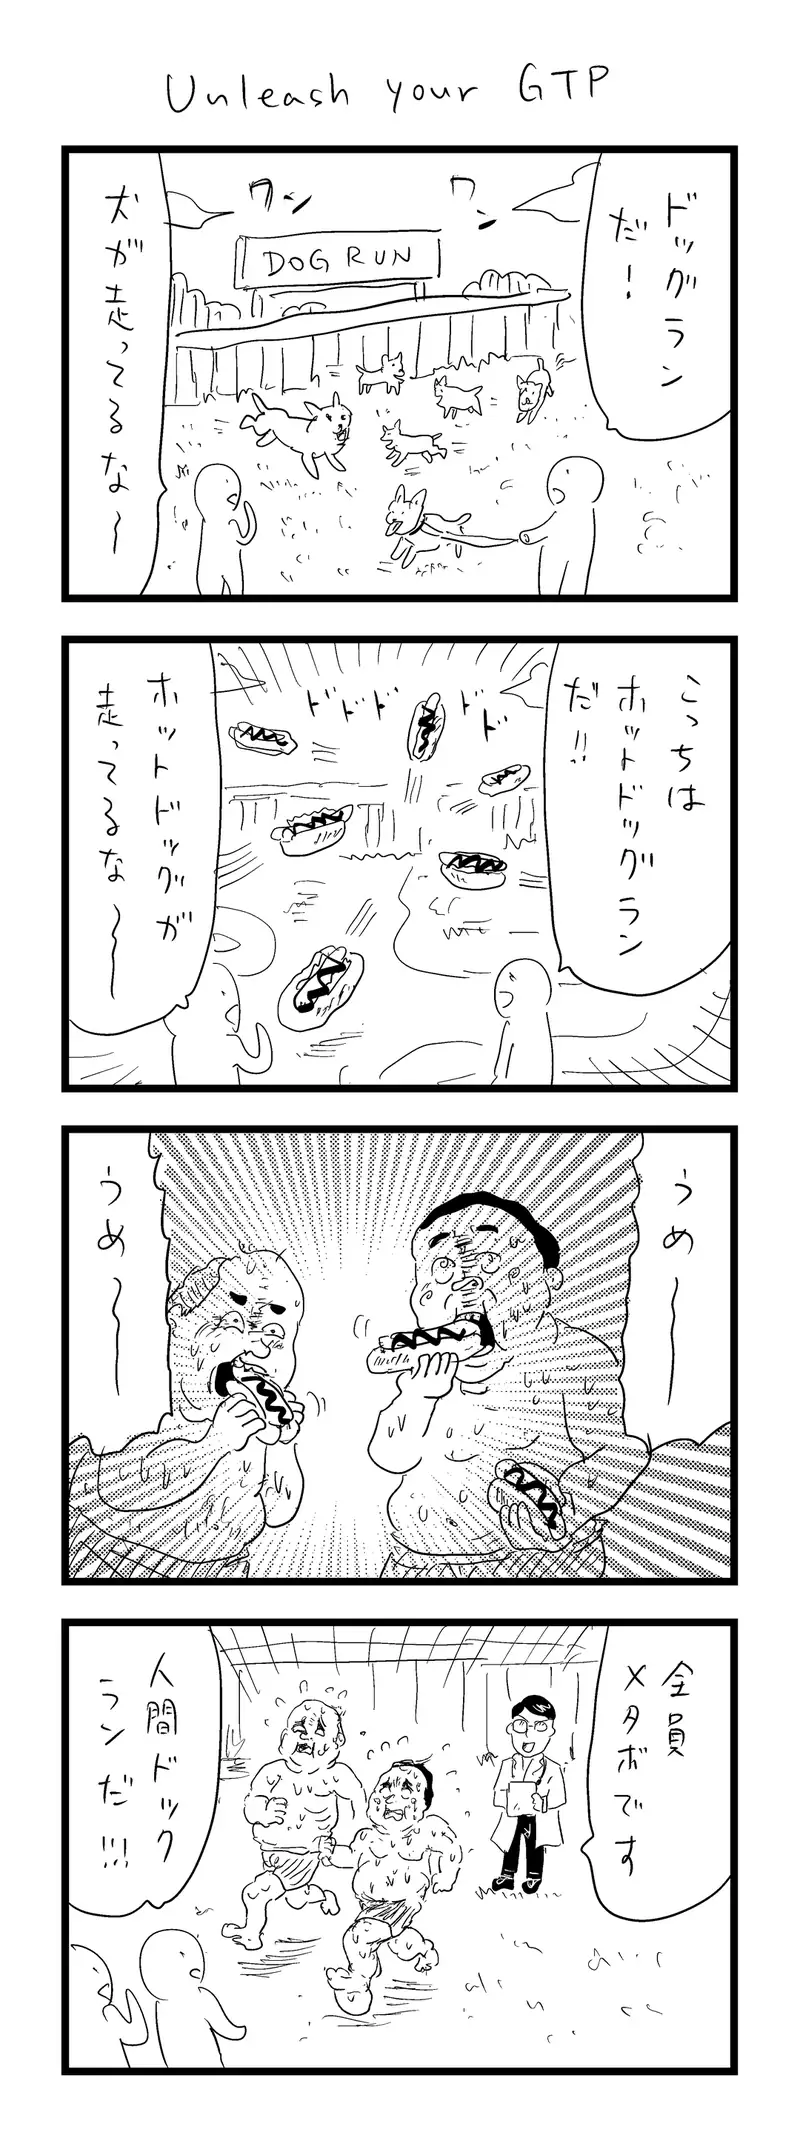 Unleash your GTP
ドッグラン
だ!
ワン
ワン
DOG RUN
犬が走ってるな〜
こっちは
ホットドッグラン
だ!!
ドドドド
ドド
ホットドッグが
走ってるな〜
うめ〜
うめ〜
全員
メタボです
人間ドック
ランだ!!!